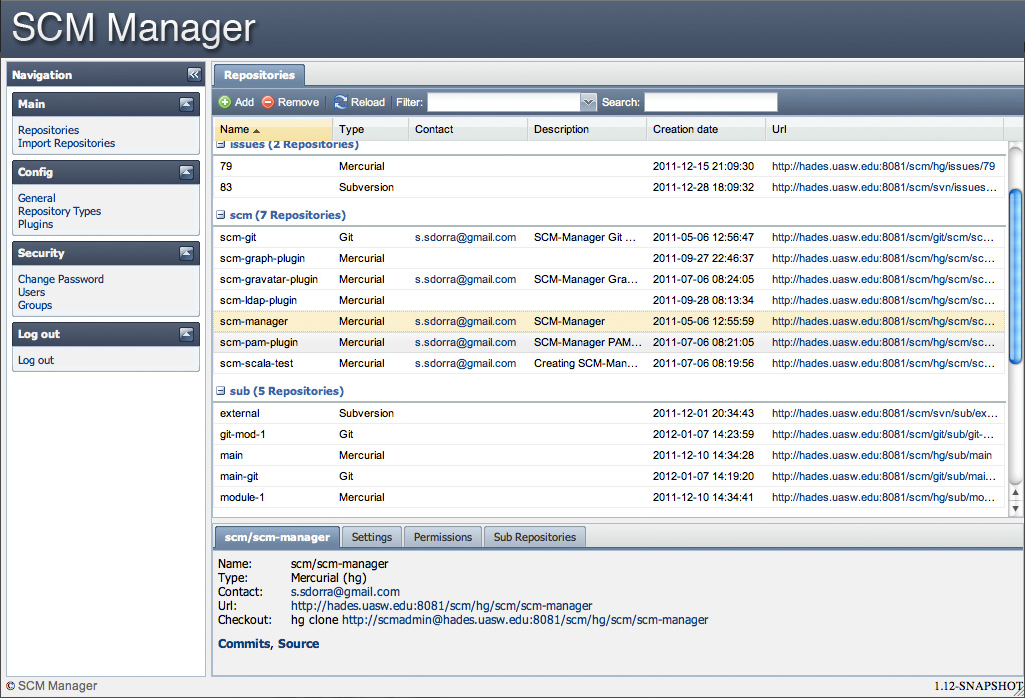 SCM Manager
Navigation
Main
Repositories
Import Repositories
Config
General
Repository Types
Plugins
Security
Change Password
Users
Groups
Log out
Log out
Repositories
Add Remove Reload Filter: Search:
Name Type Contact Description Creation date Url
issues (2 Repositories)
79 Mercurial 2011-12-15 21:09:30 http://hades.uasw.edu:8081/scm/hg/issues/79
83 Subversion 2011-12-28 18:09:32 http://hades.uasw.edu:8081/scm/svn/issues...
scm (7 Repositories)
scm-git Git s.sdorra@gmail.com SCM-Manager Git ... 2011-05-06 12:56:47 http://hades.uasw.edu:8081/scm/git/scm/sc...
scm-graph-plugin Mercurial 2011-09-27 22:46:37 http://hades.uasw.edu:8081/scm/hg/scm/sc...
scm-gravatar-plugin Mercurial s.sdorra@gmail.com SCM-Manager Gra... 2011-07-06 08:24:05 http://hades.uasw.edu:8081/scm/hg/scm/sc...
scm-ldap-plugin Mercurial 2011-09-28 08:13:34 http://hades.uasw.edu:8081/scm/hg/scm/sc...
scm-manager Mercurial s.sdorra@gmail.com SCM-Manager 2011-05-06 12:55:59 http://hades.uasw.edu:8081/scm/hg/scm/sc...
scm-pam-plugin Mercurial s.sdorra@gmail.com SCM-Manager PAM... 2011-07-06 08:21:05 http://hades.uasw.edu:8081/scm/hg/scm/sc...
scm-scala-test Mercurial s.sdorra@gmail.com Creating SCM-Man... 2011-07-06 08:19:56 http://hades.uasw.edu:8081/scm/hg/scm/sc...
sub (5 Repositories)
external Subversion 2011-12-01 20:34:43 http://hades.uasw.edu:8081/scm/svn/sub/ex...
git-mod-1 Git 2012-01-07 14:23:59 http://hades.uasw.edu:8081/scm/git/sub/git-...
main Mercurial 2011-12-10 14:34:28 http://hades.uasw.edu:8081/scm/hg/sub/main
main-git Git 2012-01-07 14:19:20 http://hades.uasw.edu:8081/scm/git/sub/mai...
module-1 Mercurial 2011-12-10 14:34:41 http://hades.uasw.edu:8081/scm/hg/sub/mo...
scm/scm-manager Settings Permissions Sub Repositories
Name: scm/scm-manager
Type: Mercurial (hg)
Contact: s.sdorra@gmail.com
Url: http://hades.uasw.edu:8081/scm/hg/scm/scm-manager
Checkout: hg clone http://scmadmin@hades.uasw.edu:8081/scm/hg/scm/scm-manager
Commits, Source
© SCM Manager 1.12-SNAPSHOT